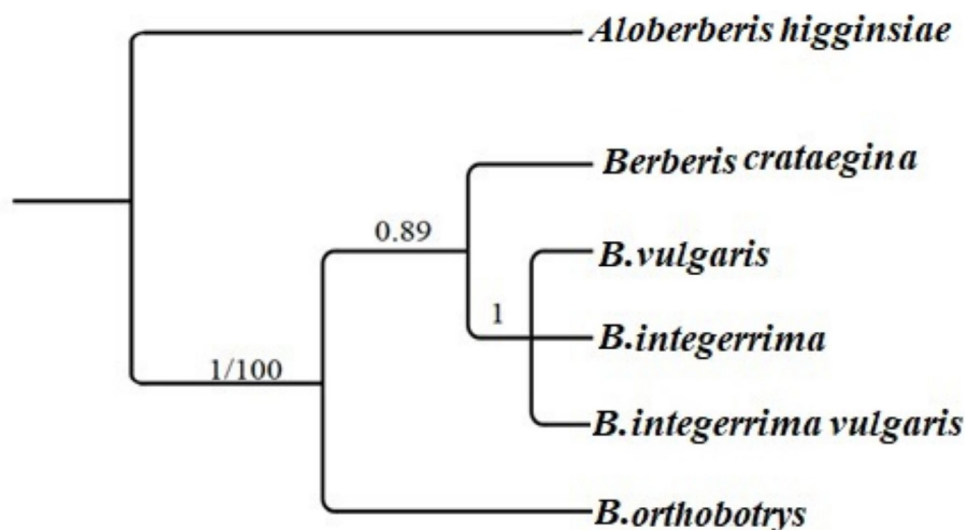 Aloberberis higginsiae
Berberis crataegina
0.89
B.vulgaris
1
B.integerrima
1/100
B.integerrima vulgaris
B.orthobotrys